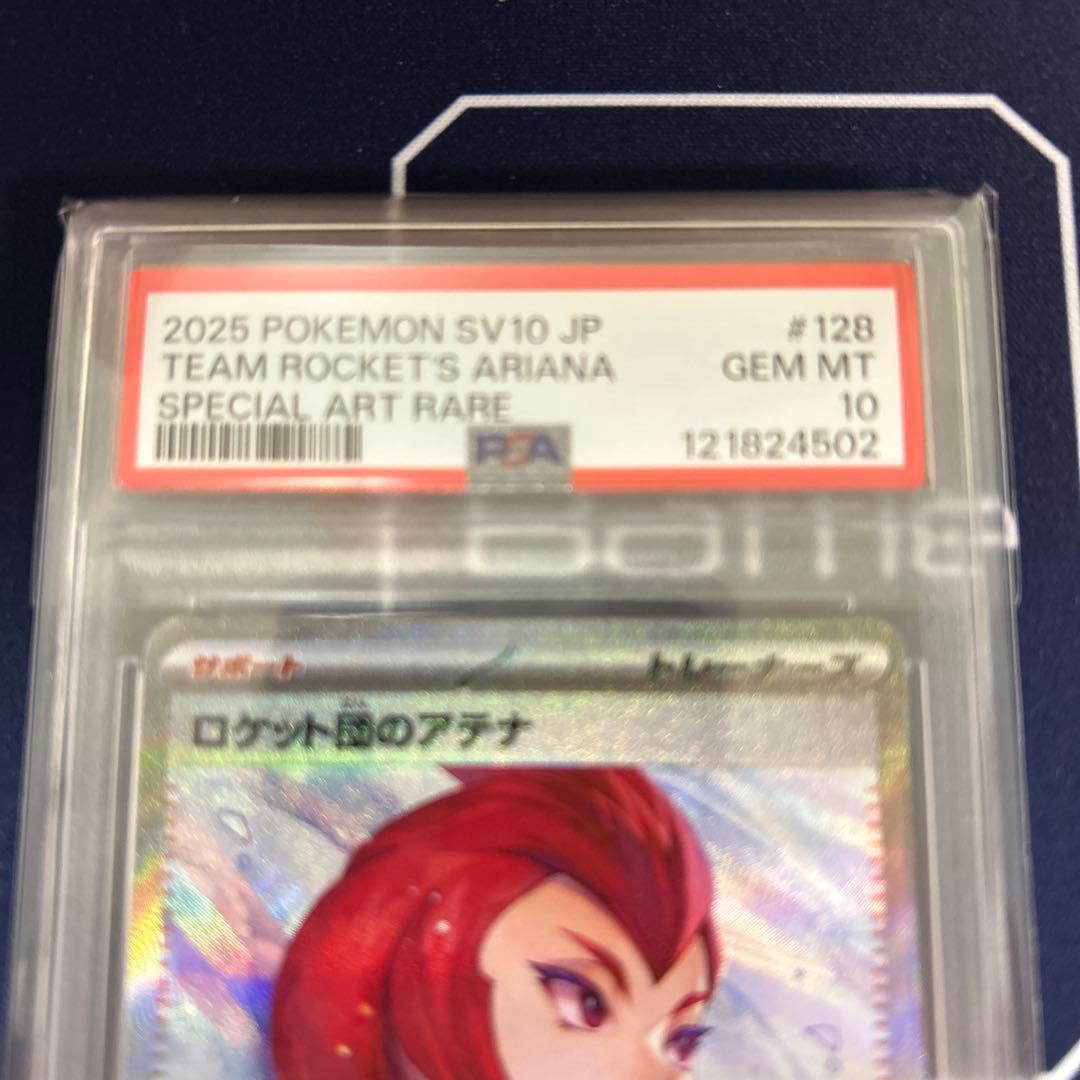 2025 POKEMON SV10 JP #128
TEAM ROCKET'S ARIANA GEM MT
SPECIAL ART RARE 10
PSA 121824502
サポート トレーナーズ
ロケット団のアテナ